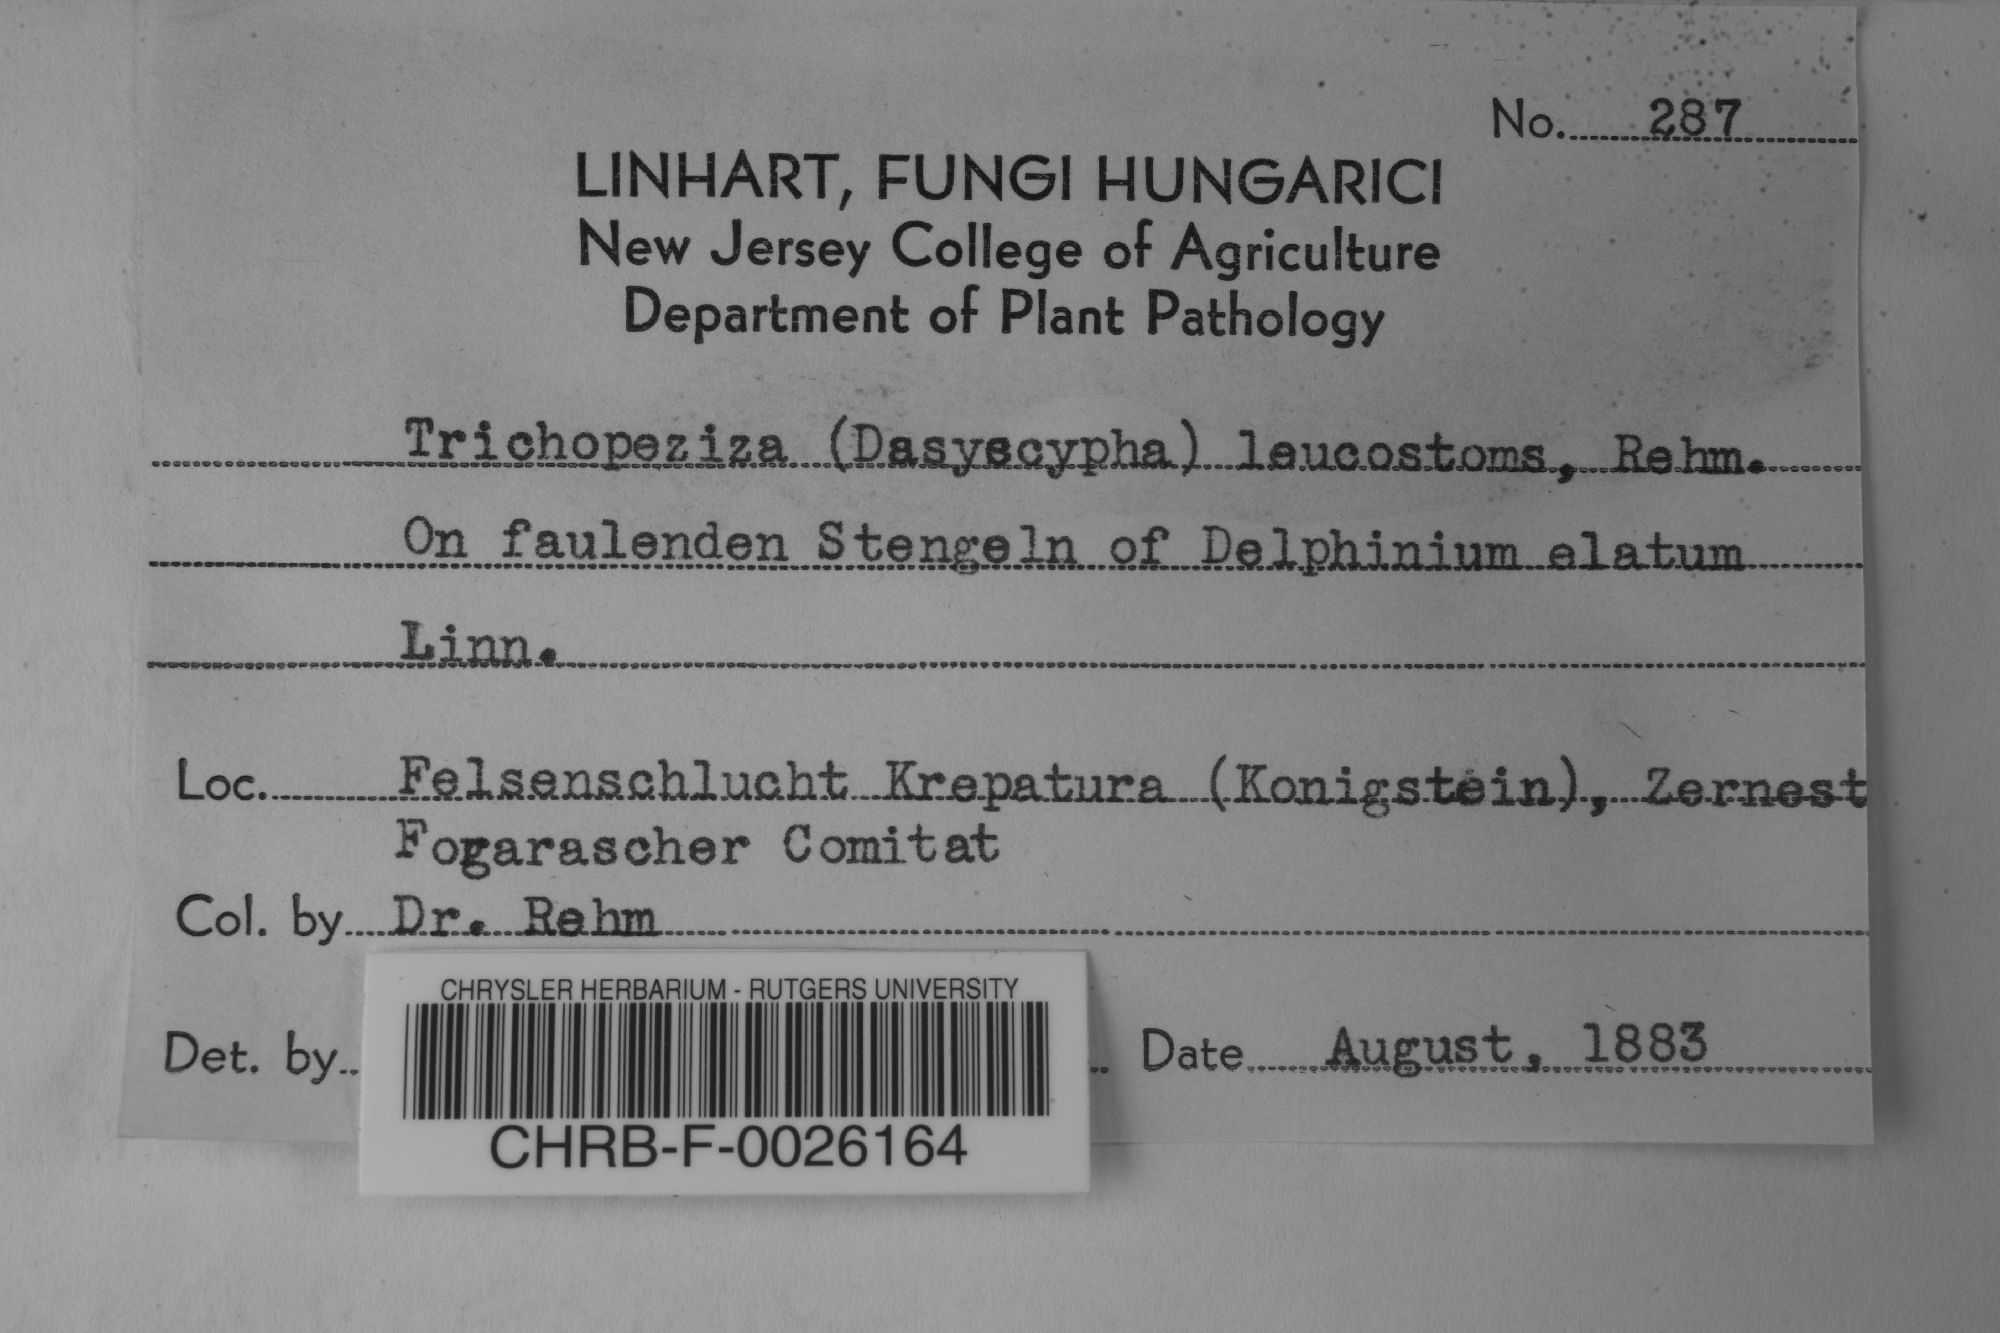 No. 287
LINHART, FUNGI HUNGARICI
New Jersey College of Agriculture
Department of Plant Pathology
Trichopeziza (Dasyscypha) leucostoms, Rehm.
On faulenden Stengeln of Delphinium elatum
Linn.
Loc. Felsenschlucht Krepatura (Konigstein), Zernest
Fogarascher Comitat
Col. by Dr. Rehm
CHRYSLER HERBARIUM - RUTGERS UNIVERSITY
Det. by Date August, 1883
CHRB-F-0026164